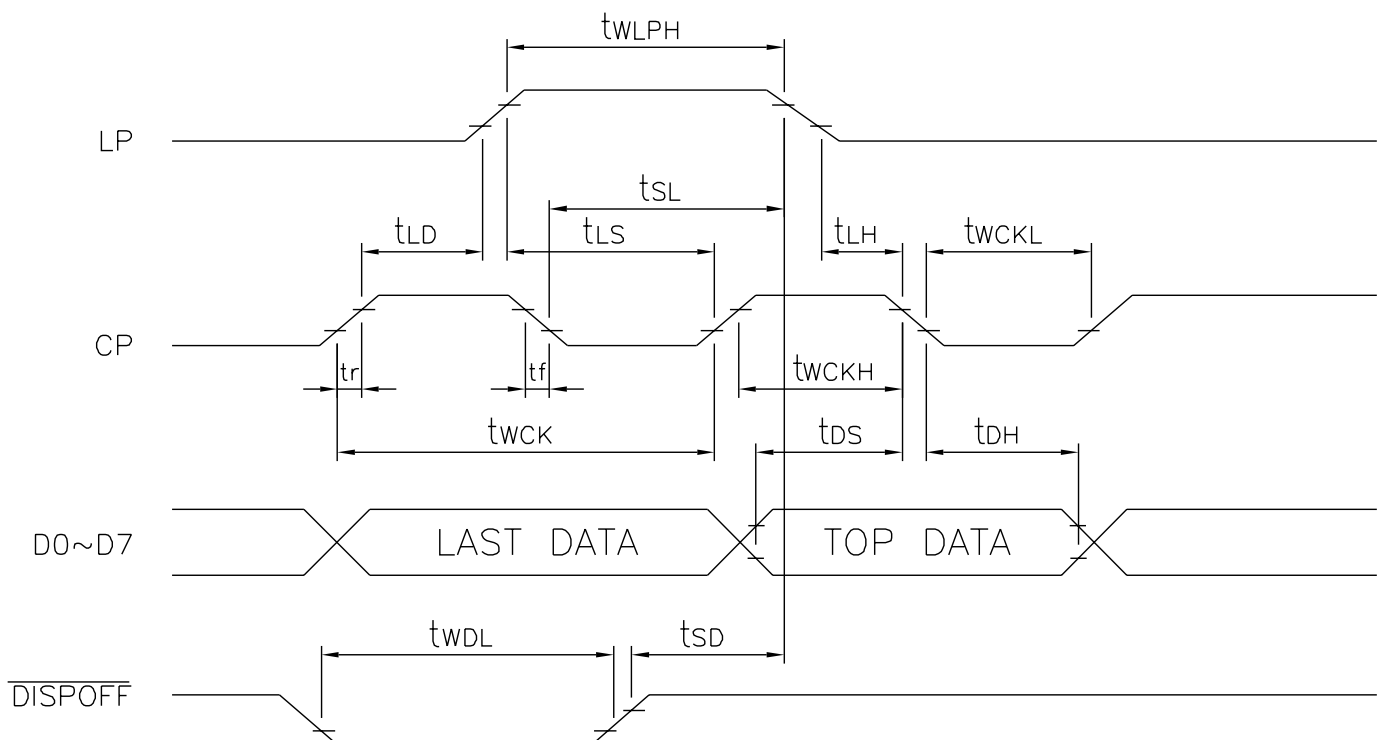 tWLPH
LP
tSL
tLD tLS tLH tWCKL
CP
tr tf tWCKH
tWCK tDS tDH
D0~D7 LAST DATA TOP DATA
tWDL tSD
DISPOFF